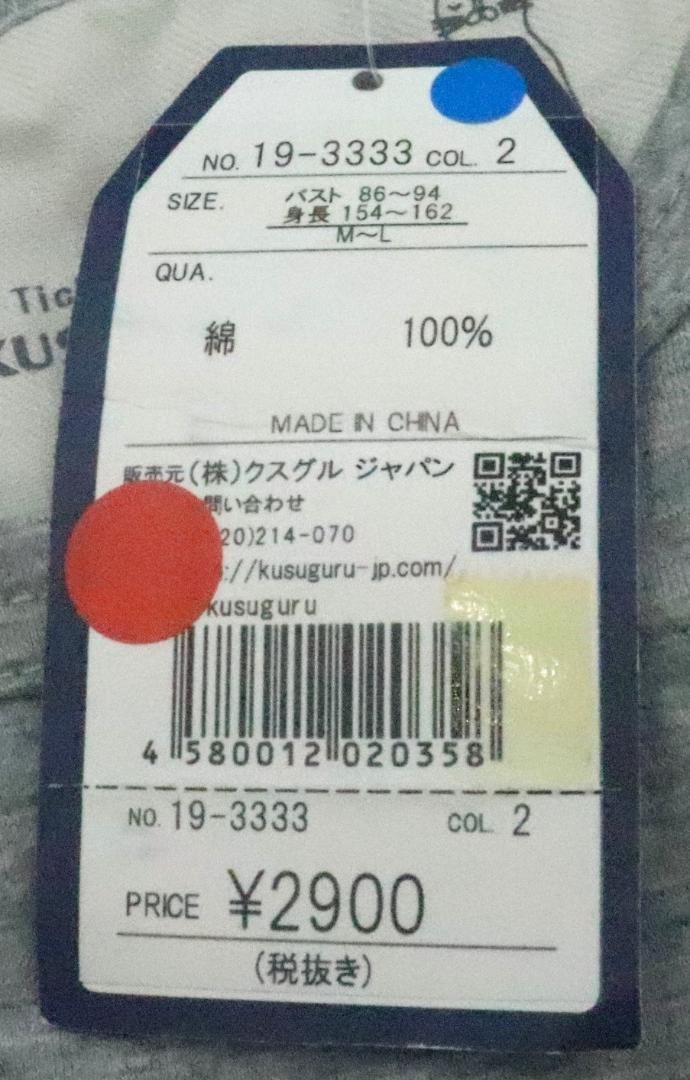 NO. 19-3333 COL. 2
SIZE. バスト 86〜94
身長 154〜162
M〜L
QUA.
綿 100%
MADE IN CHINA
販売元(株)クスグル ジャパン
問い合わせ
20)214-070
://kusuguru-jp.com/
kusuguru
4 580012 020358
NO. 19-3333 COL. 2
PRICE ¥2900
(税抜き)
Tic
KUS